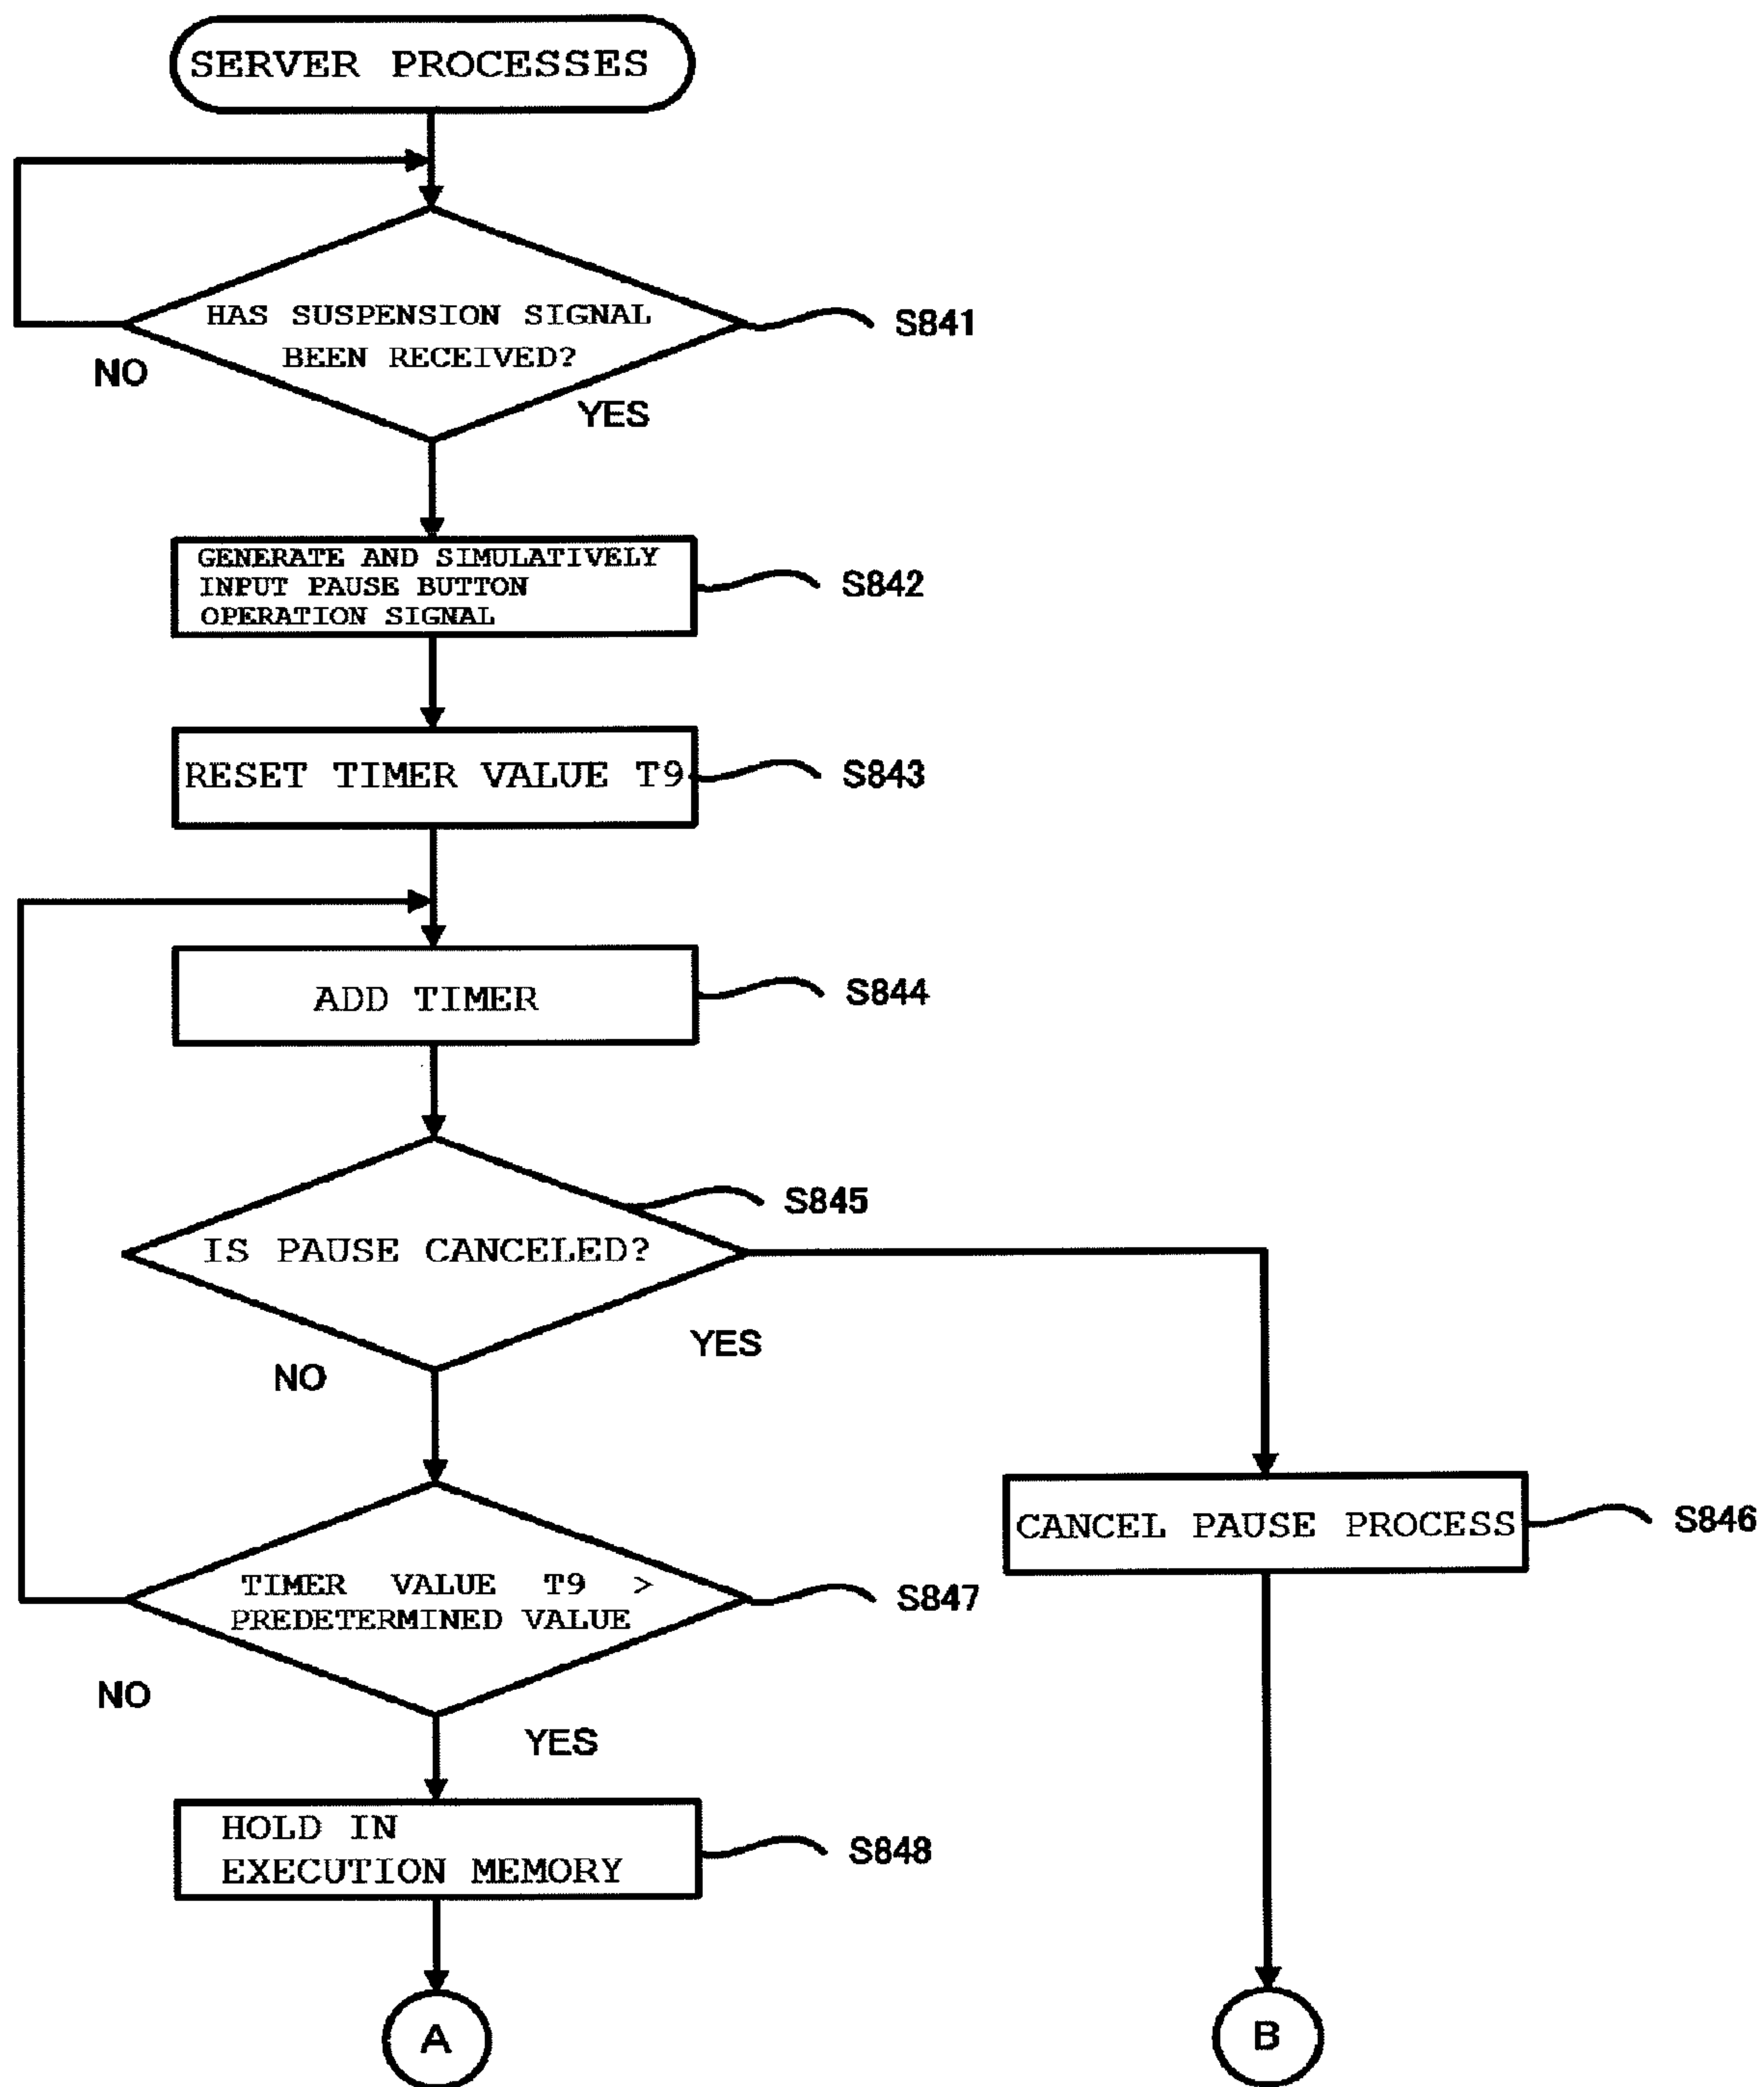 SERVER PROCESSES
HAS SUSPENSION SIGNAL
BEEN RECEIVED?
S841
NO
YES
GENERATE AND SIMULATIVELY
INPUT PAUSE BUTTON
OPERATION SIGNAL
S842
RESET TIMER VALUE T9
S843
ADD TIMER
S844
S845
IS PAUSE CANCELED?
YES
NO
CANCEL PAUSE PROCESS
S846
TIMER VALUE T9 >
PREDETERMINED VALUE
S847
NO
YES
HOLD IN
EXECUTION MEMORY
S848
A
B